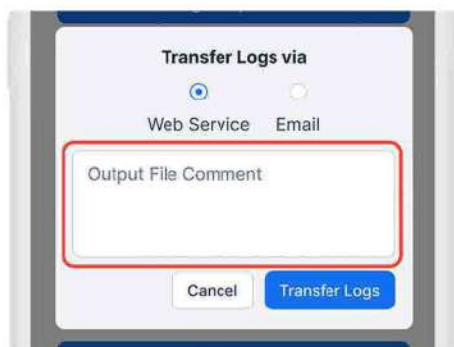 Transfer Logs via
Web Service Email
Output File Comment
Cancel Transfer Logs